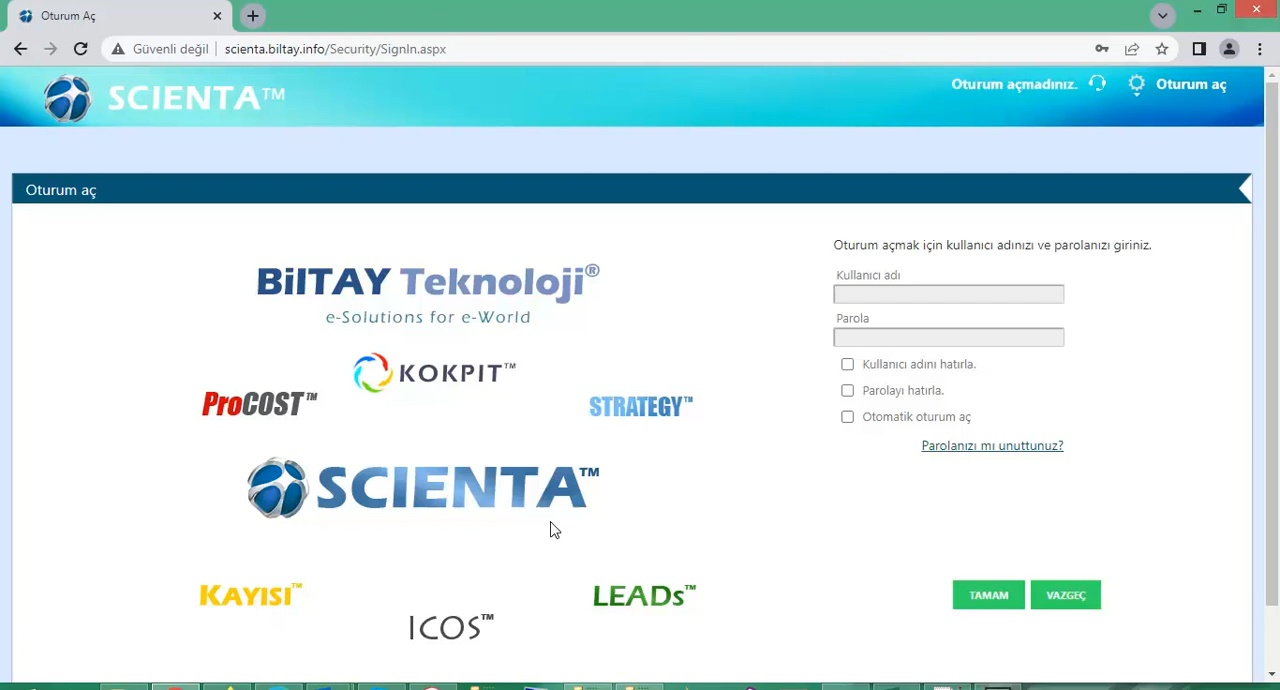 Oturum Aç
Güvenli değil
scienta.biltay.info/Security/SignIn.aspx
SCIENTA™
Oturum açmadınız.
Oturum aç
Oturum aç
BilTAY Teknoloji®
e-Solutions for e-World
KOKPIT™
ProCOST™
STRATEGY™
SCIENTA™
KAYISI™
LEADs™
ICOS™
Oturum açmak için kullanıcı adınızı ve parolanızı giriniz.
Kullanıcı adı
Parola
Kullanıcı adını hatırla.
Parolayı hatırla.
Otomatik oturum aç
Parolanızı mı unuttunuz?
TAMAM
VAZGEÇ